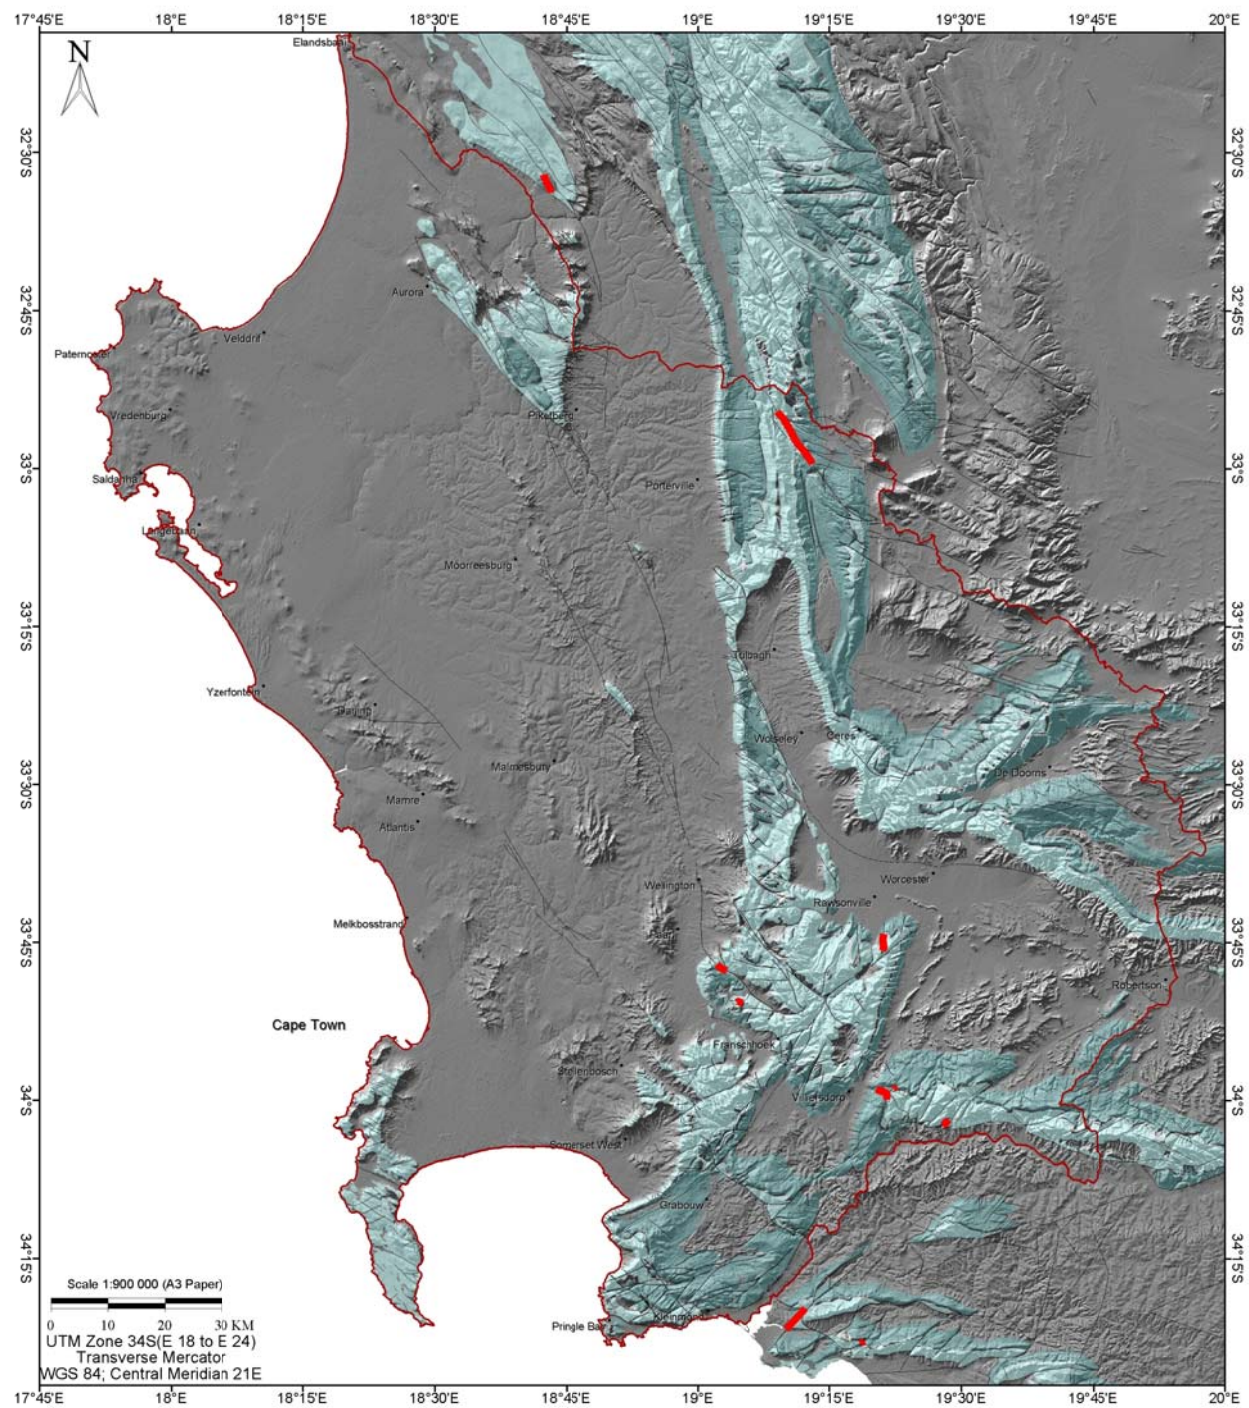 17°45'E 18°E 18°15'E 18°30'E 18°45'E 19°E 19°15'E 19°30'E 19°45'E 20°E
Elandsbaai
N
32°30'S 32°30'S
Aurora
32°45'S 32°45'S
Velddrif
Paternoster
Vredenburg
Piketberg
33°S 33°S
Saldanha
Porterville
Langebaan
Moorreesburg
33°15'S 33°15'S
Tulbagh
Yzerfontein
Darling
Wolseley
Ceres
Malmesbury
De Doorns
33°30'S 33°30'S
Mamre
Atlantis
Worcester
Wellington
Rawsonville
Melkbosstrand
Paarl
33°45'S 33°45'S
Robertson
Cape Town
Franschhoek
Stellenbosch
Villiersdorp
34°S 34°S
Somerset West
Grabouw
34°15'S 34°15'S
Scale 1:900 000 (A3 Paper)
0 10 20 30 KM
Kleinmond
Pringle Bay
UTM Zone 34S(E 18 to E 24)
Transverse Mercator
WGS 84; Central Meridian 21E
17°45'E 18°E 18°15'E 18°30'E 18°45'E 19°E 19°15'E 19°30'E 19°45'E 20°E